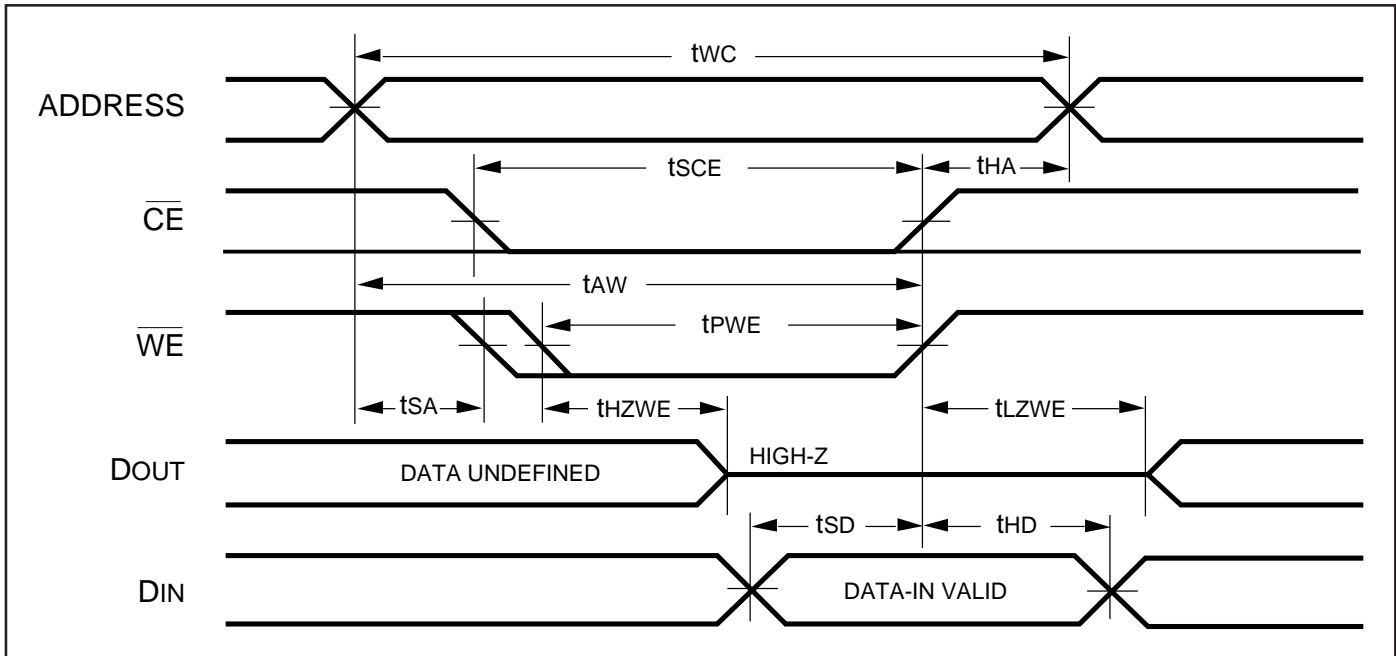 tWC
ADDRESS
tSCE
tHA
CE
tAW
tPWE
WE
tSA
tHZWE
tLZWE
DOUT
DATA UNDEFINED
HIGH-Z
tSD
tHD
DIN
DATA-IN VALID